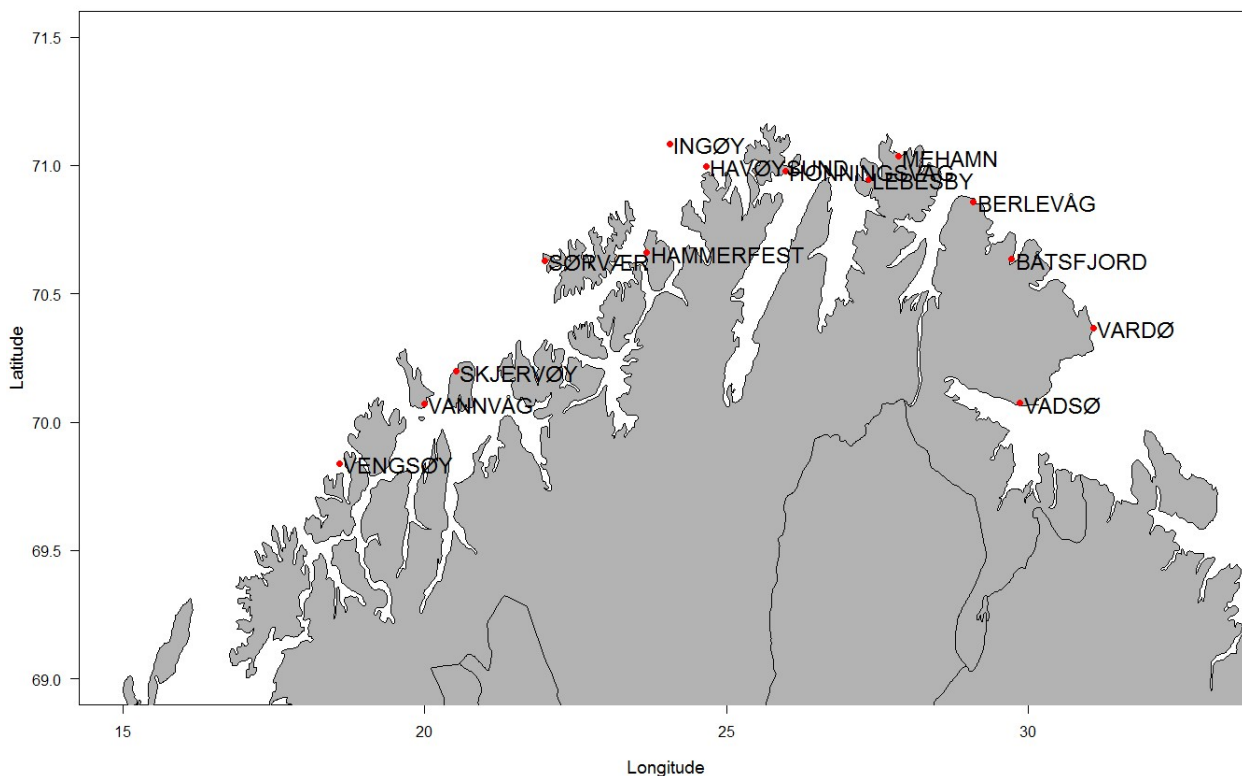 71.5
71.0
70.5
70.0
69.5
69.0
Latitude
INGØY
MEHAMN
HAVØYSUND
HONNINGSVÅG
LEBESBY
BERLEVÅG
HAMMERFEST
SØRVÆR
BÅTSFJORD
VARDØ
SKJERVØY
VANNVÅG
VADSØ
VENGSØY
15
20
25
30
Longitude